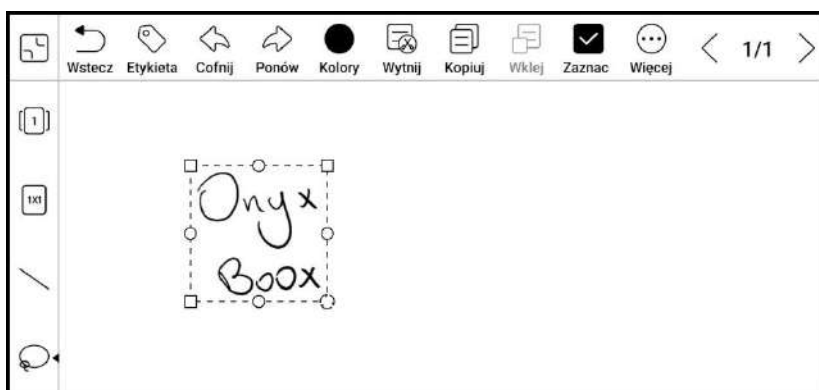 Wstecz Etykieta Cofnij Ponów Kolory Wytnij Kopiuj Wklej Zaznac Więcej 1/1
1
1X1
Onyx
Boox